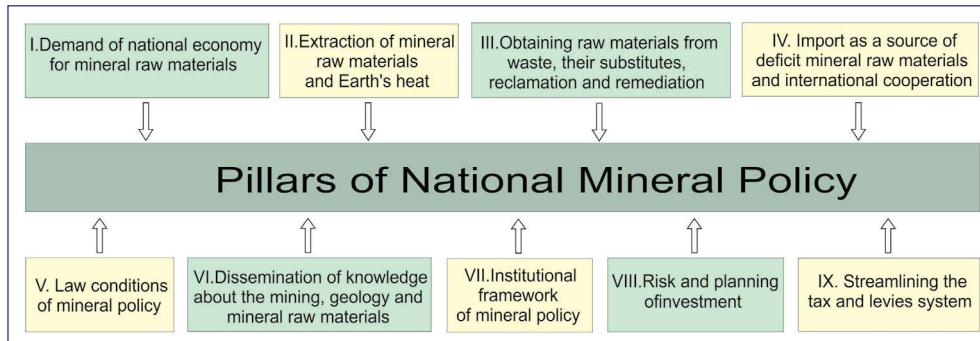 I.Demand of national economy
for mineral raw materials
II.Extraction of mineral
raw materials
and Earth's heat
III.Obtaining raw materials from
waste, their substitutes,
reclamation and remediation
IV. Import as a source of
deficit mineral raw materials
and international cooperation
Pillars of National Mineral Policy
V. Law conditions
of mineral policy
VI.Dissemination of knowledge
about the mining, geology and
mineral raw materials
VII.Institutional
framework
of mineral policy
VIII.Risk and planning
ofinvestment
IX. Streamlining the
tax and levies system